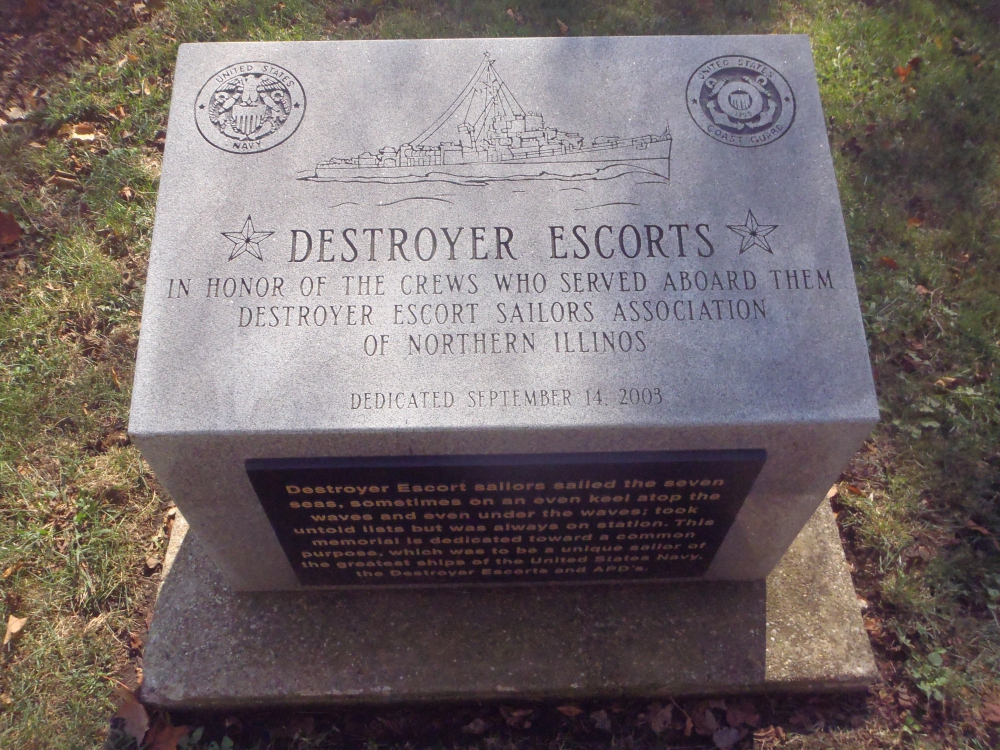 UNITED STATES
NAVY
UNITED STATES
COAST GUARD
DESTROYER ESCORTS
IN HONOR OF THE CREWS WHO SERVED ABOARD THEM
DESTROYER ESCORT SAILORS ASSOCIATION
OF NORTHERN ILLINOS
DEDICATED SEPTEMBER 14, 2003
Destroyer Escort sailors sailed the seven
seas, sometimes on an even keel atop the
waves and even under the waves; took
untold lists but was always on station. This
memorial is dedicated toward a common
purpose, which was to be a unique sailor of
the greatest ships of the United States Navy,
the Destroyer Escorts and APD's.